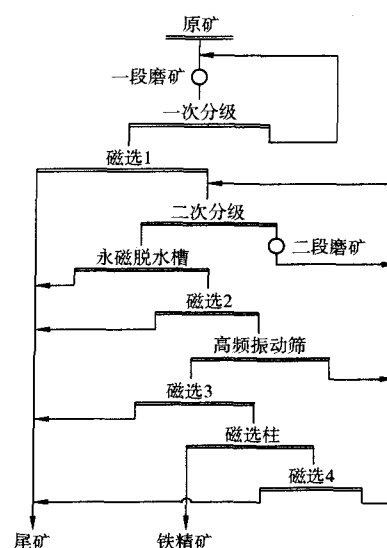 原矿
一段磨矿
一次分级
磁选1
二次分级
永磁脱水槽
二段磨矿
磁选2
高频振动筛
磁选3
磁选柱
磁选4
尾矿
铁精矿